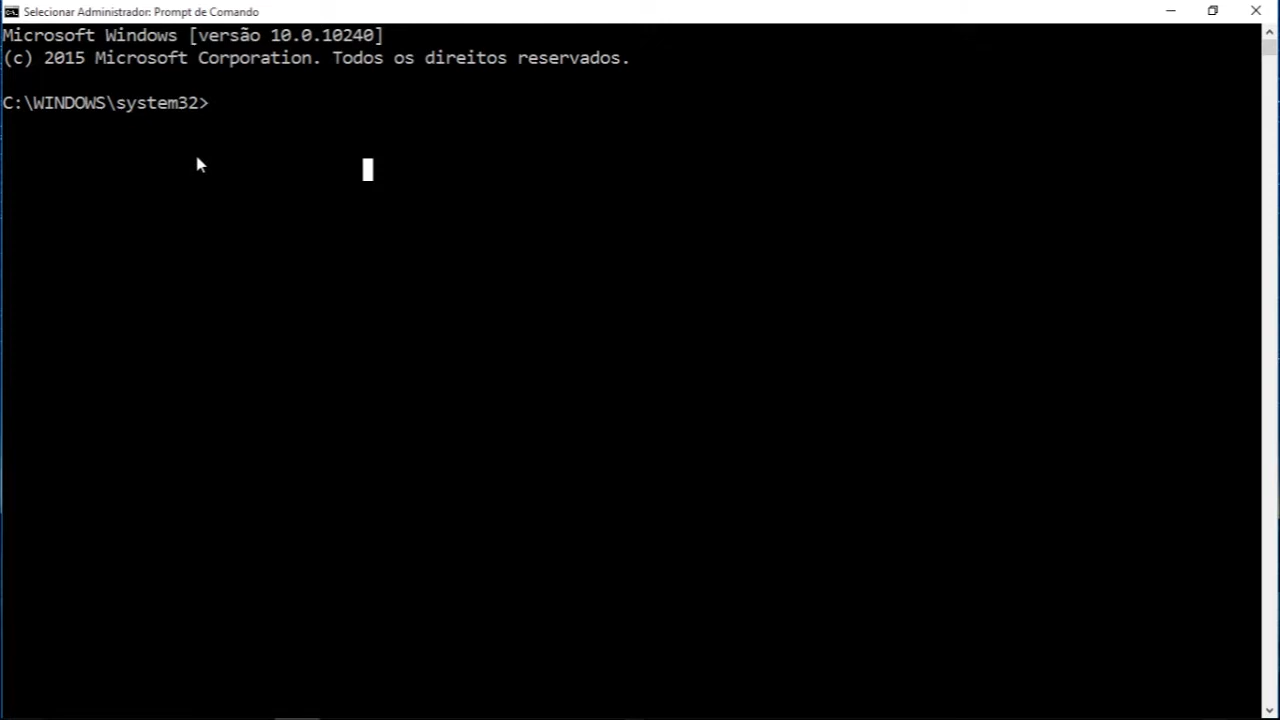 Selecionar Administrador: Prompt de Comando
Microsoft Windows [versão 10.0.10240]
(c) 2015 Microsoft Corporation. Todos os direitos reservados.
C:\WINDOWS\system32>